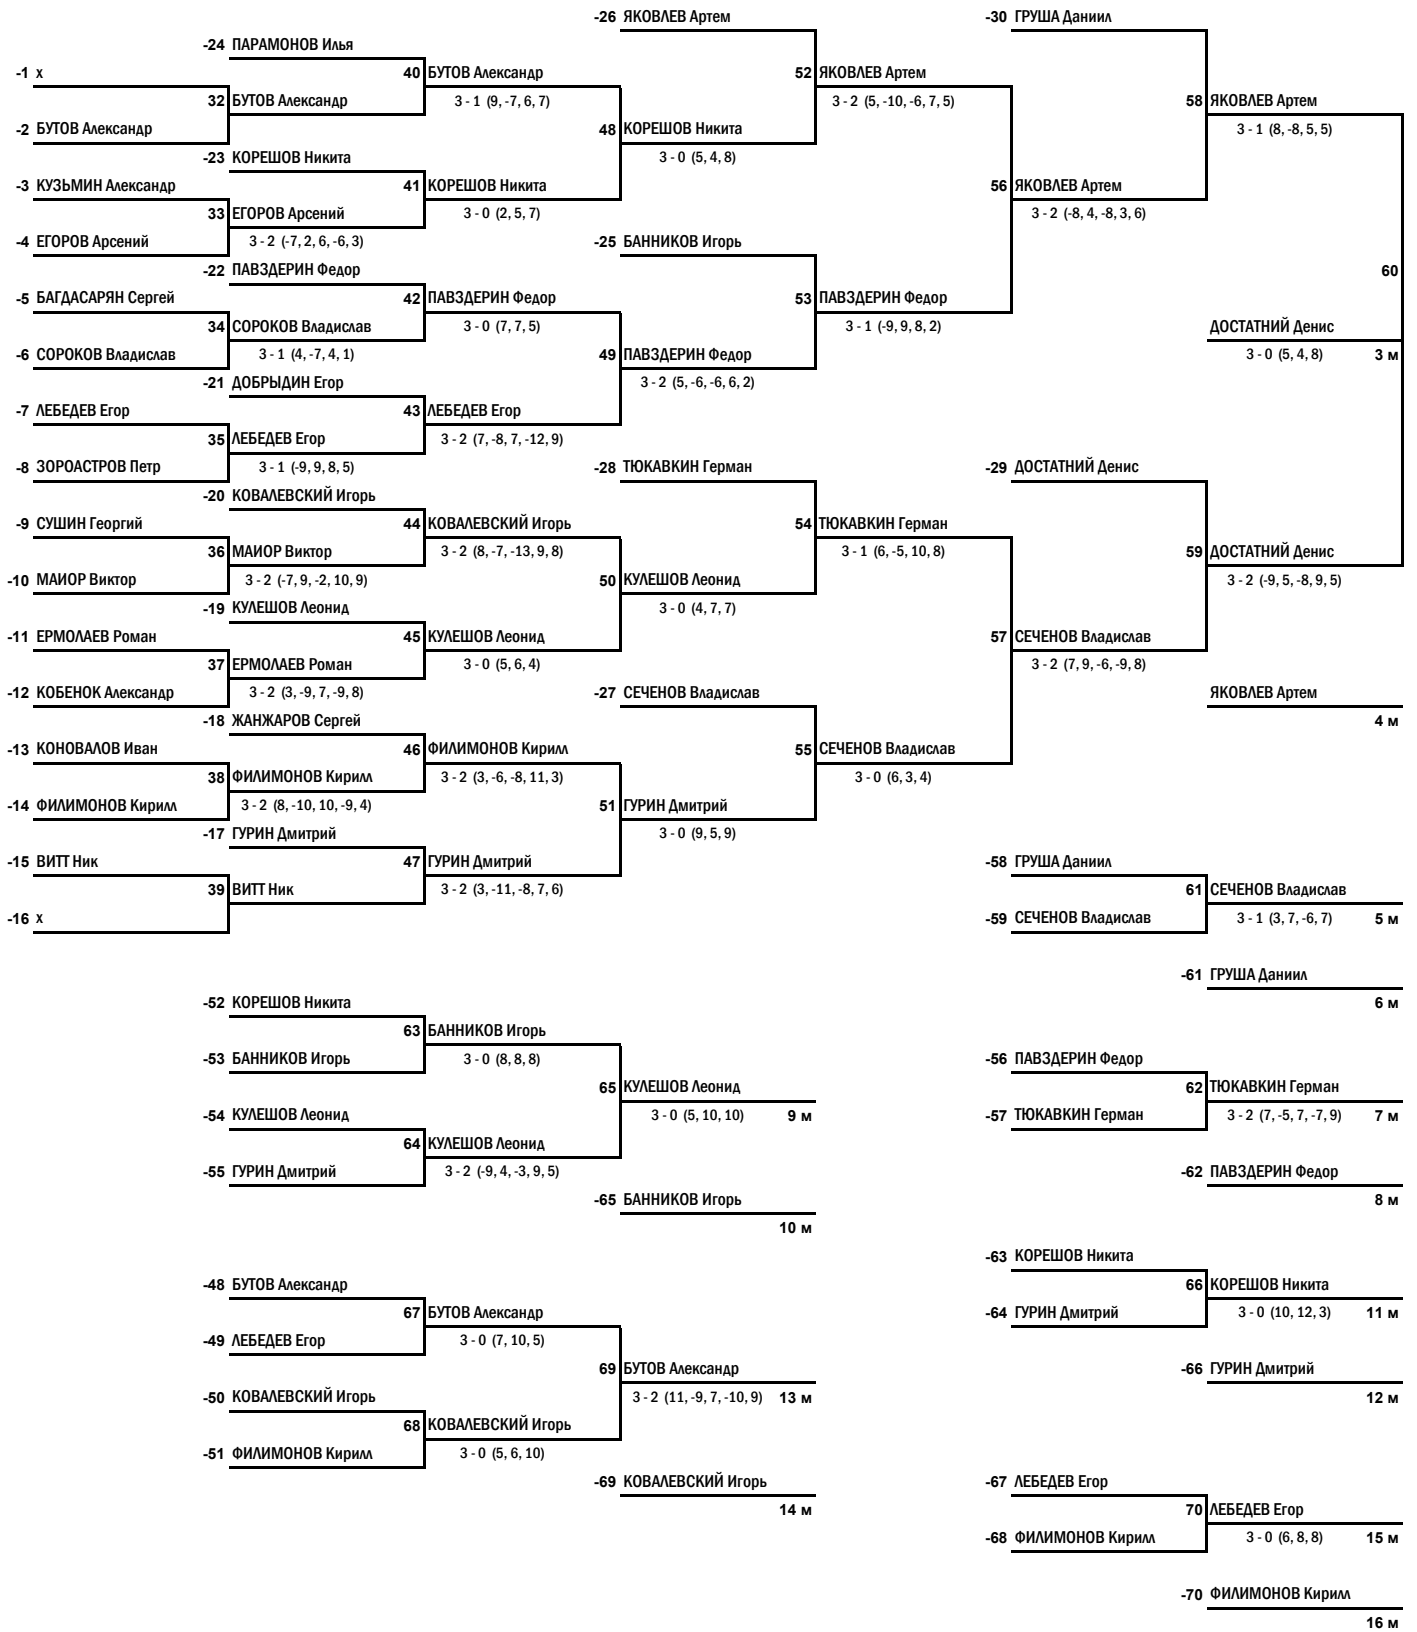 -26 ЯКОВЛЕВ Артем
-30 ГРУША Даниил
-24 ПАРАМОНОВ Илья
-1 х
40 БУТОВ Александр
52 ЯКОВЛЕВ Артем
32 БУТОВ Александр
3 - 1 (9, -7, 6, 7)
3 - 2 (5, -10, -6, 7, 5)
58 ЯКОВЛЕВ Артем
-2 БУТОВ Александр
48 КОРЕШОВ Никита
3 - 1 (8, -8, 5, 5)
-23 КОРЕШОВ Никита
3 - 0 (5, 4, 8)
-3 КУЗЬМИН Александр
41 КОРЕШОВ Никита
56 ЯКОВЛЕВ Артем
33 ЕГОРОВ Арсений
3 - 0 (2, 5, 7)
3 - 2 (-8, 4, -8, 3, 6)
-4 ЕГОРОВ Арсений
3 - 2 (-7, 2, 6, -6, 3)
-25 БАННИКОВ Игорь
-22 ПАВЗДЕРИН Федор
60
-5 БАГДАСАРЯН Сергей
42 ПАВЗДЕРИН Федор
53 ПАВЗДЕРИН Федор
34 СОРОКОВ Владислав
3 - 0 (7, 7, 5)
3 - 1 (-9, 9, 8, 2)
ДОСТАТНИЙ Денис
-6 СОРОКОВ Владислав
3 - 1 (4, -7, 4, 1)
49 ПАВЗДЕРИН Федор
3 - 0 (5, 4, 8) 3 м
-21 ДОБРЫДИН Егор
3 - 2 (5, -6, -6, 6, 2)
-7 ЛЕБЕДЕВ Егор
43 ЛЕБЕДЕВ Егор
35 ЛЕБЕДЕВ Егор
3 - 2 (7, -8, 7, -12, 9)
-8 ЗОРОАСТРОВ Петр
3 - 1 (-9, 9, 8, 5)
-28 ТЮКАВКИН Герман
-29 ДОСТАТНИЙ Денис
-20 КОВАЛЕВСКИЙ Игорь
-9 СУШИН Георгий
44 КОВАЛЕВСКИЙ Игорь
54 ТЮКАВКИН Герман
36 МАИОР Виктор
3 - 2 (8, -7, -13, 9, 8)
3 - 1 (6, -5, 10, 8)
59 ДОСТАТНИЙ Денис
-10 МАИОР Виктор
3 - 2 (-7, 9, -2, 10, 9)
50 КУЛЕШОВ Леонид
3 - 2 (-9, 5, -8, 9, 5)
-19 КУЛЕШОВ Леонид
3 - 0 (4, 7, 7)
-11 ЕРМОЛАЕВ Роман
45 КУЛЕШОВ Леонид
57 СЕЧЕНОВ Владислав
37 ЕРМОЛАЕВ Роман
3 - 0 (5, 6, 4)
3 - 2 (7, 9, -6, -9, 8)
-12 КОБЕНОК Александр
3 - 2 (3, -9, 7, -9, 8)
-27 СЕЧЕНОВ Владислав
ЯКОВЛЕВ Артем
-18 ЖАНЖАРОВ Сергей
4 м
-13 КОНОВАЛОВ Иван
46 ФИЛИМОНОВ Кирилл
55 СЕЧЕНОВ Владислав
38 ФИЛИМОНОВ Кирилл
3 - 2 (3, -6, -8, 11, 3)
3 - 0 (6, 3, 4)
-14 ФИЛИМОНОВ Кирилл
3 - 2 (8, -10, 10, -9, 4)
51 ГУРИН Дмитрий
-17 ГУРИН Дмитрий
3 - 0 (9, 5, 9)
-15 ВИТТ Ник
47 ГУРИН Дмитрий
-58 ГРУША Даниил
39 ВИТТ Ник
3 - 2 (3, -11, -8, 7, 6)
61 СЕЧЕНОВ Владислав
-16 х
-59 СЕЧЕНОВ Владислав
3 - 1 (3, 7, -6, 7) 5 м
-61 ГРУША Даниил
-52 КОРЕШОВ Никита
6 м
63 БАННИКОВ Игорь
-53 БАННИКОВ Игорь
3 - 0 (8, 8, 8)
-56 ПАВЗДЕРИН Федор
65 КУЛЕШОВ Леонид
62 ТЮКАВКИН Герман
-54 КУЛЕШОВ Леонид
3 - 0 (5, 10, 10) 9 м
-57 ТЮКАВКИН Герман
3 - 2 (7, -5, 7, -7, 9) 7 м
64 КУЛЕШОВ Леонид
-55 ГУРИН Дмитрий
3 - 2 (-9, 4, -3, 9, 5)
-62 ПАВЗДЕРИН Федор
-65 БАННИКОВ Игорь
8 м
10 м
-63 КОРЕШОВ Никита
-48 БУТОВ Александр
66 КОРЕШОВ Никита
67 БУТОВ Александр
-64 ГУРИН Дмитрий
3 - 0 (10, 12, 3) 11 м
-49 ЛЕБЕДЕВ Егор
3 - 0 (7, 10, 5)
69 БУТОВ Александр
-66 ГУРИН Дмитрий
-50 КОВАЛЕВСКИЙ Игорь
3 - 2 (11, -9, 7, -10, 9) 13 м
12 м
68 КОВАЛЕВСКИЙ Игорь
-51 ФИЛИМОНОВ Кирилл
3 - 0 (5, 6, 10)
-69 КОВАЛЕВСКИЙ Игорь
-67 ЛЕБЕДЕВ Егор
14 м
70 ЛЕБЕДЕВ Егор
-68 ФИЛИМОНОВ Кирилл
3 - 0 (6, 8, 8) 15 м
-70 ФИЛИМОНОВ Кирилл
16 м